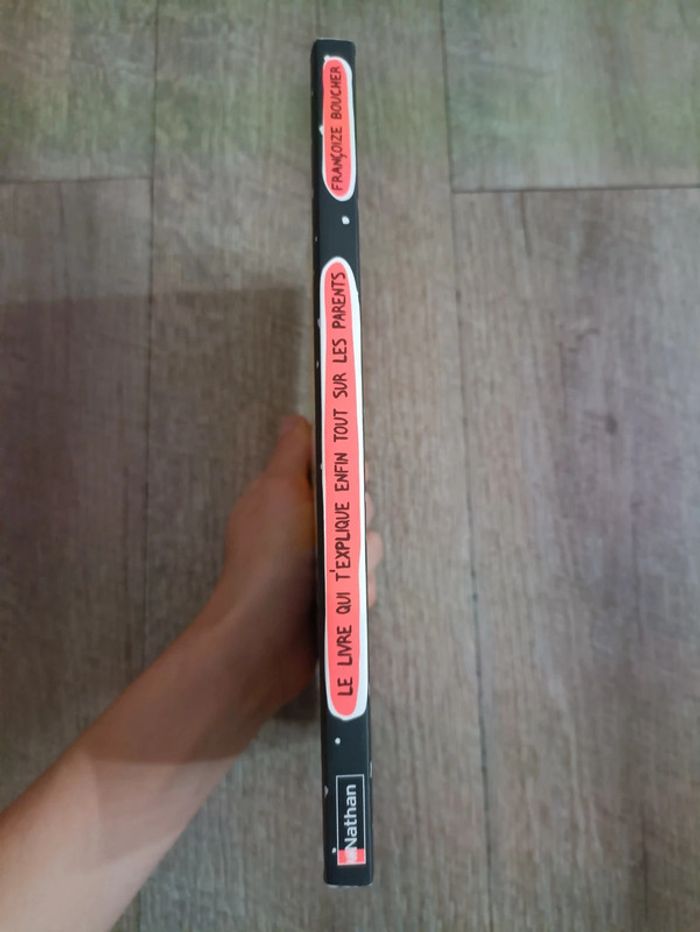 FRANÇOIZE BOUCHER
LE LIVRE QUI T'EXPLIQUE ENFIN TOUT SUR LES PARENTS
Nathan